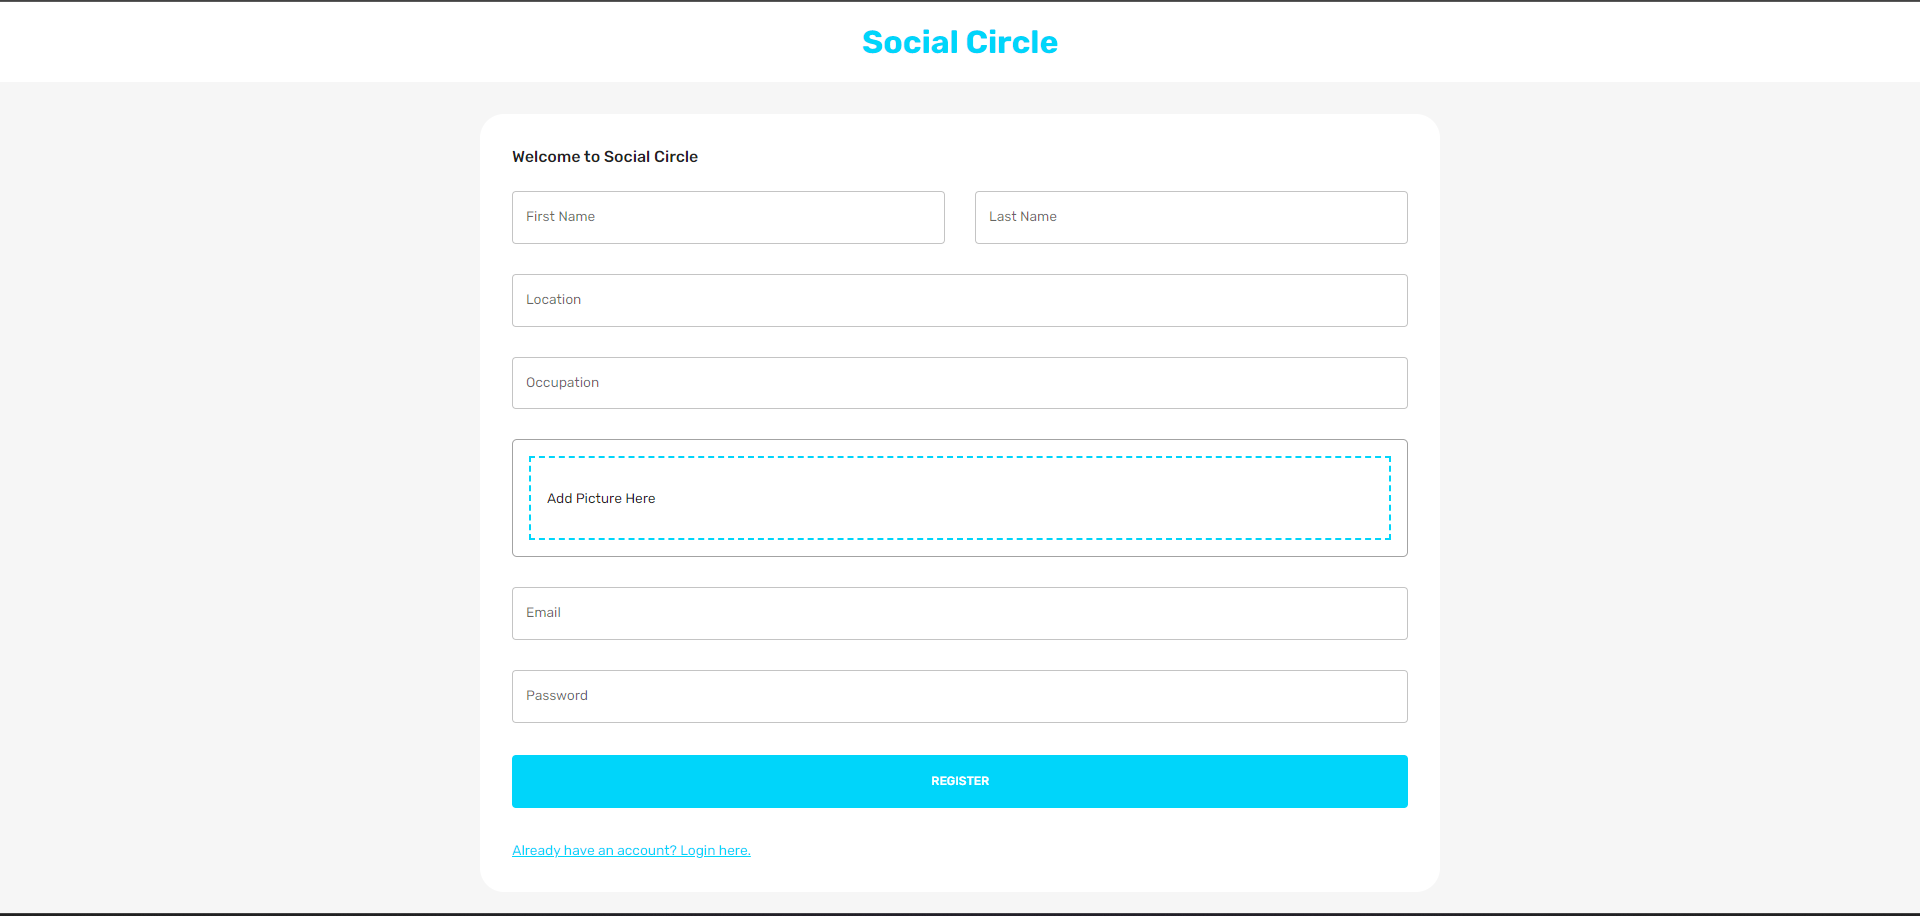 Social Circle
Welcome to Social Circle
First Name
Last Name
Location
Occupation
Add Picture Here
Email
Password
REGISTER
Already have an account? Login here.